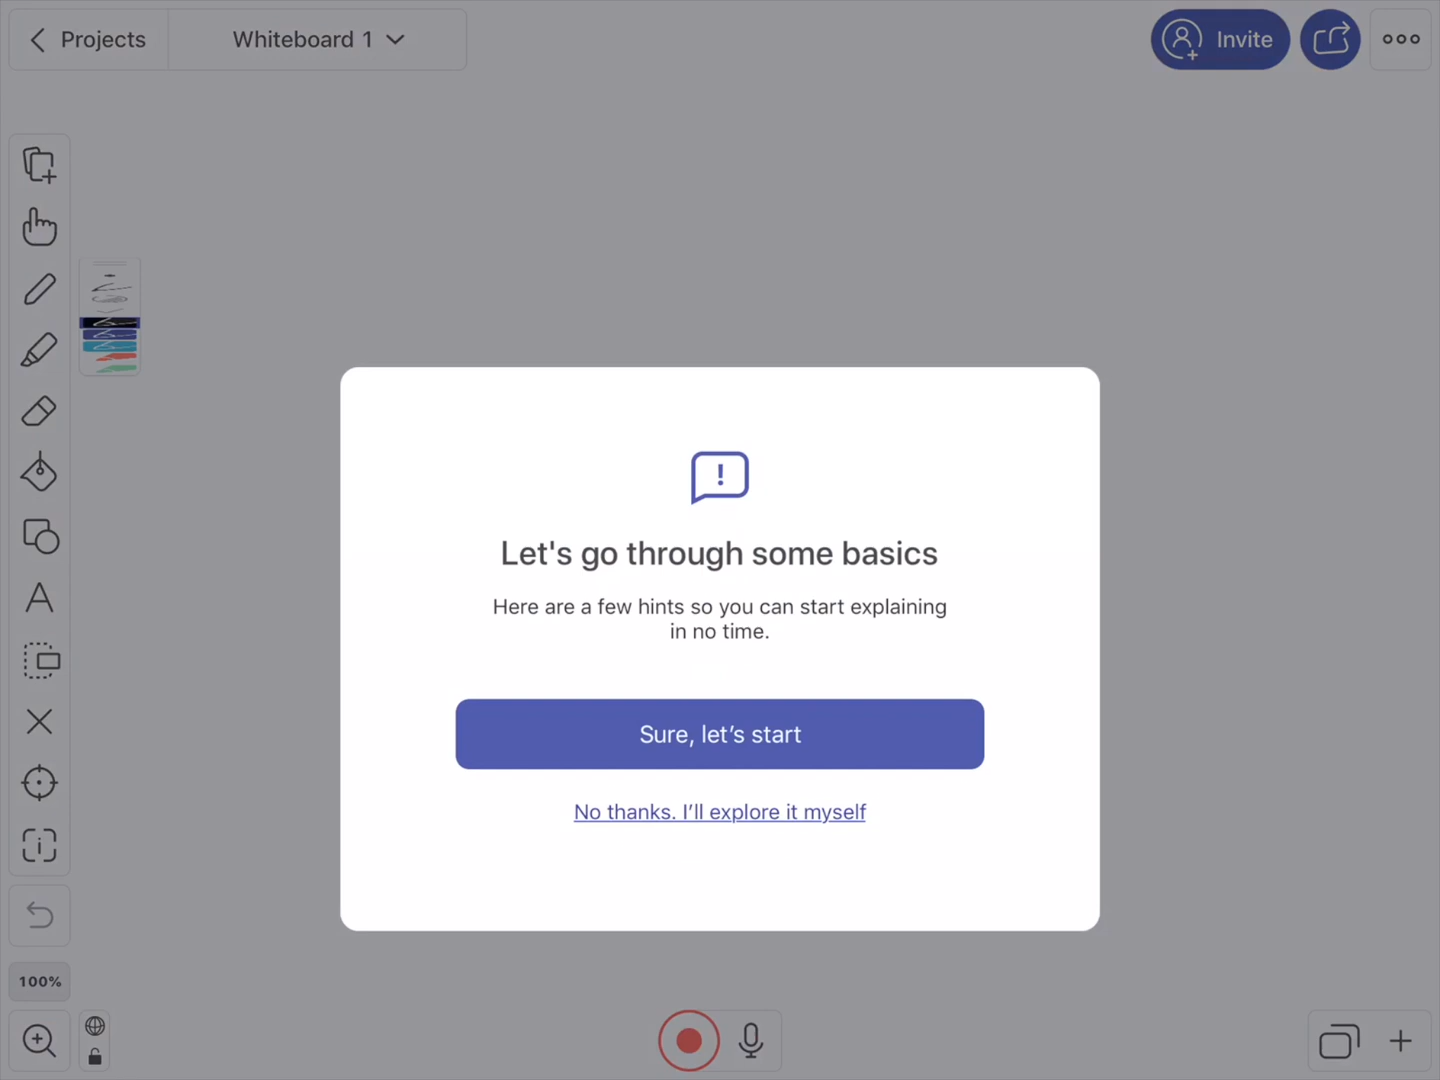 Projects
Whiteboard 1
Invite
Let's go through some basics
Here are a few hints so you can start explaining
in no time.
Sure, let’s start
No thanks. I’ll explore it myself
100%